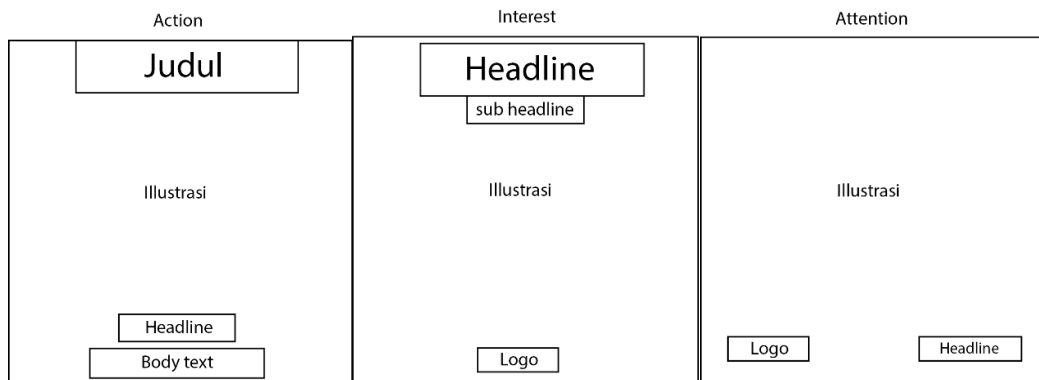 Action
Judul
Illustrasi
Headline
Body text
Interest
Headline
sub headline
Illustrasi
Logo
Attention
Illustrasi
Logo
Headline